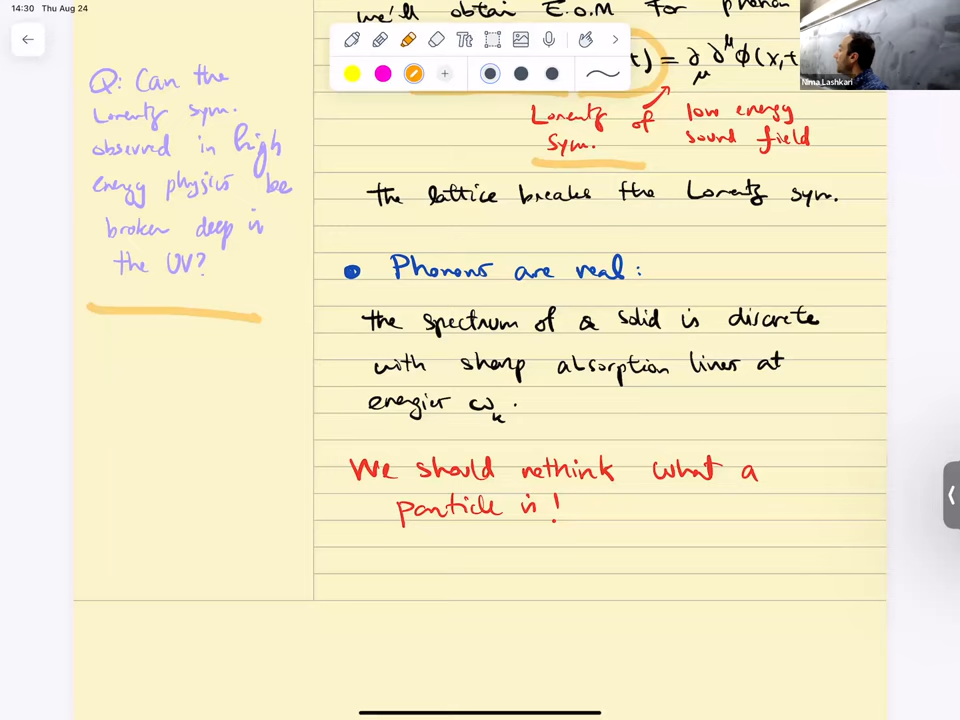 14:30 Thu Aug 24
we'll obtain E.O.M for phonon
t) = ∂μ ∂^μ φ(x,t
Nima Lashkari
Lorentz of low energy
Sym. sound field
the lattice breaks the Lorentz sym.
Q: Can the
Lorentz sym.
observed in high
energy physics be
broken deep in
the UV?
• Phonons are real:
the spectrum of a solid is discrete
with sharp absorption lines at
energies ω_k.
We should rethink what a
particle is!